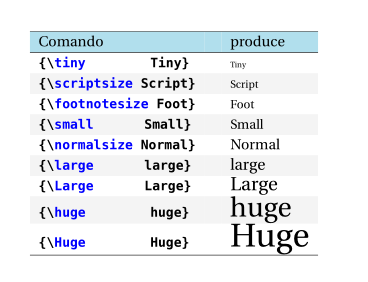 Comando produce
{\tiny Tiny} Tiny
{\scriptsize Script} Script
{\footnotesize Foot} Foot
{\small Small} Small
{\normalsize Normal} Normal
{\large large} large
{\Large Large} Large
{\huge huge} huge
{\Huge Huge} Huge